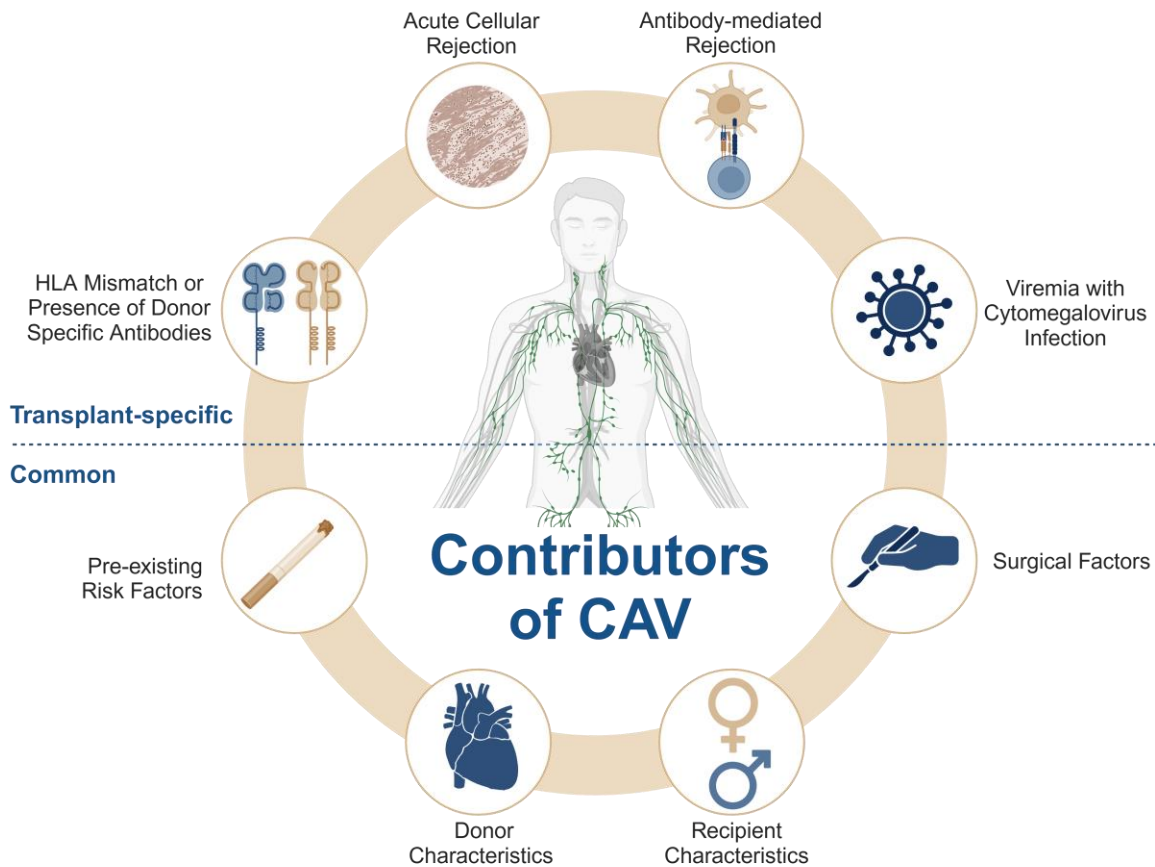 Acute Cellular
Rejection
Antibody-mediated
Rejection
HLA Mismatch or
Presence of Donor
Specific Antibodies
Viremia with
Cytomegalovirus
Infection
Transplant-specific
Common
Pre-existing
Risk Factors
Contributors
of CAV
Surgical Factors
Donor
Characteristics
Recipient
Characteristics